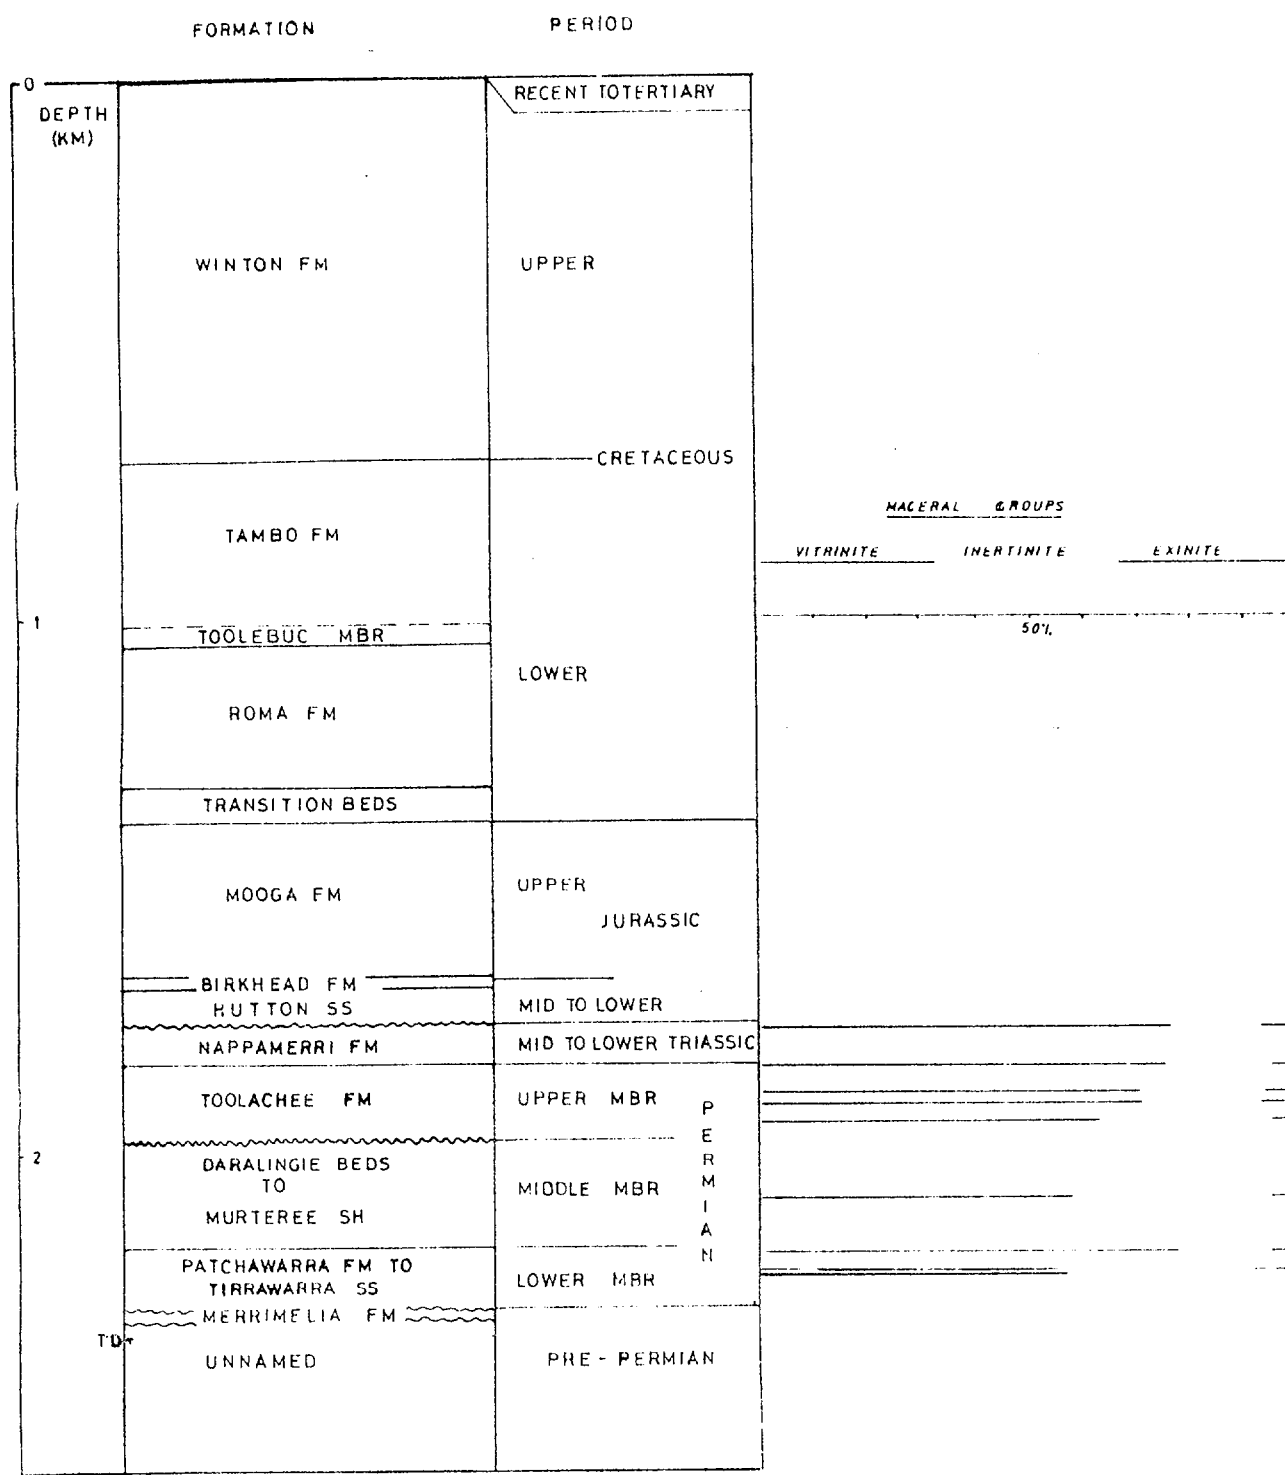 FORMATION PERIOD
0
DEPTH
(KM)
RECENT TOTERTIARY
WINTON FM UPPER
CRETACEOUS
MACERAL GROUPS
TAMBO FM
VITRINITE INERTINITE EXINITE
1
TOOLEBUC MBR
50%
LOWER
ROMA FM
TRANSITION BEDS
MOOGA FM UPPER
JURASSIC
BIRKHEAD FM
HUTTON SS MID TO LOWER
NAPPAMERRI FM MID TO LOWER TRIASSIC
TOOLACHEE FM UPPER MBR
PERMIAN
2
DARALINGIE BEDS
TO
MIDDLE MBR
MURTEREE SH
PATCHAWARRA FM TO
TIRRAWARRA SS LOWER MBR
MERRIMELIA FM
TD
UNNAMED PRE - PERMIAN